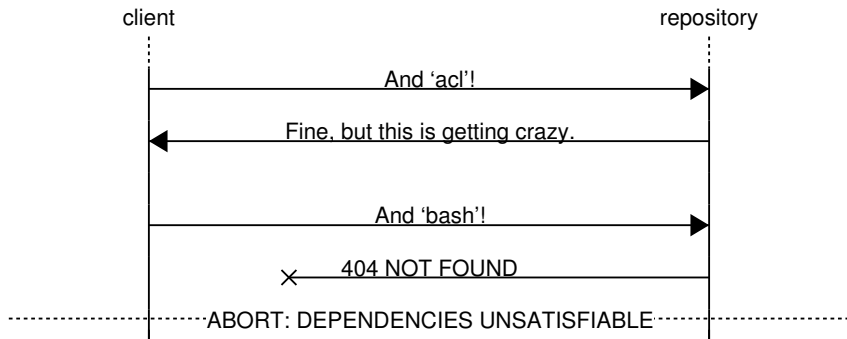 client repository
And ‘acl’!
Fine, but this is getting crazy.
And ‘bash’!
404 NOT FOUND
ABORT: DEPENDENCIES UNSATISFIABLE